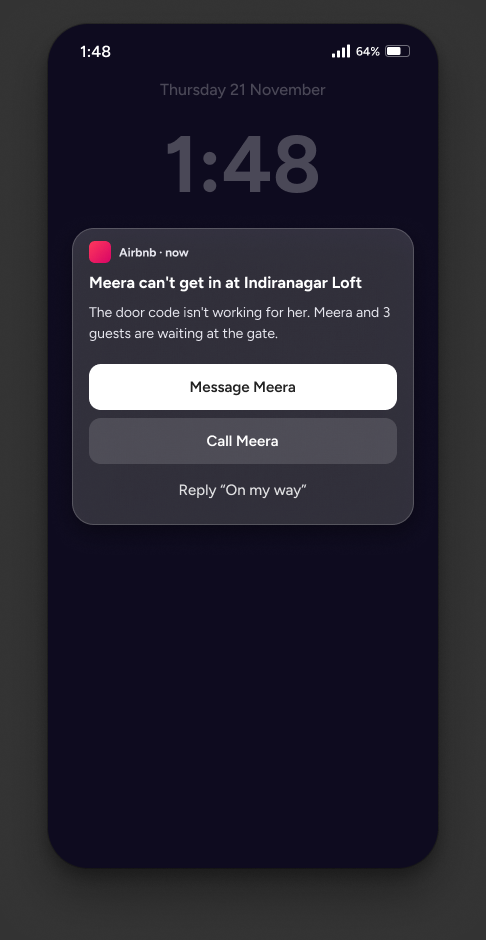 1:48
64%
Thursday 21 November
1:48
Airbnb · now
Meera can't get in at Indiranagar Loft
The door code isn't working for her. Meera and 3
guests are waiting at the gate.
Message Meera
Call Meera
Reply “On my way”